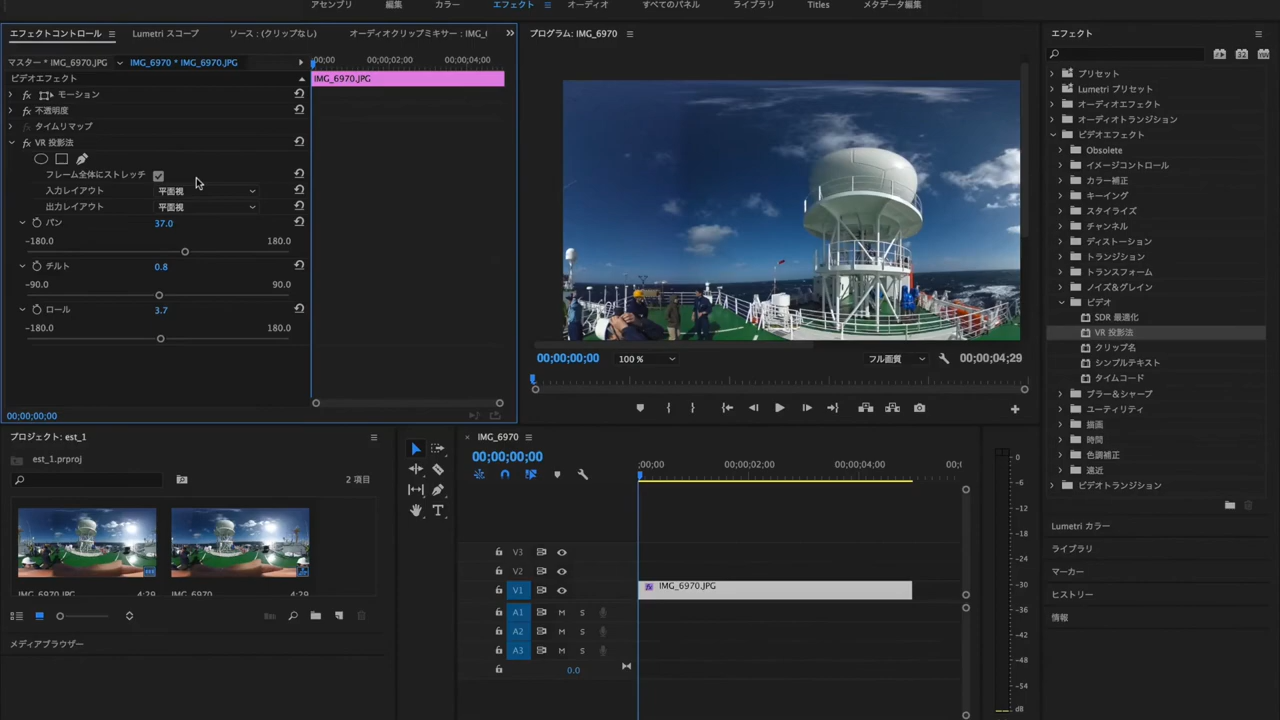 アセンブリ 編集 カラー エフェクト オーディオ すべてのパネル ライブラリ Titles メタデータ編集
エフェクトコントロール Lumetri スコープ ソース : (クリップなし) オーディオクリップミキサー : IMG_(
マスター * IMG_6970.JPG IMG_6970 * IMG_6970.JPG
;00;00 00;00;02;00 00;00;04;00
ビデオエフェクト
IMG_6970.JPG
fx モーション
fx 不透明度
fx タイムリマップ
fx VR 投影法
フレーム全体にストレッチ
入力レイアウト 平面視
出力レイアウト 平面視
パン 37.0
-180.0 180.0
チルト 0.8
-90.0 90.0
ロール 3.7
-180.0 180.0
00;00;00;00
プログラム: IMG_6970
00;00;00;00 100 % フル画質 00;00;04;29
エフェクト
プリセット
Lumetri プリセット
オーディオエフェクト
オーディオトランジション
ビデオエフェクト
Obsolete
イメージコントロール
カラー補正
キーイング
スタイライズ
チャンネル
ディストーション
トランジション
トランスフォーム
ノイズ&グレイン
ビデオ
SDR 最適化
VR 投影法
クリップ名
シンプルテキスト
タイムコード
ブラー&シャープ
ユーティリティ
描画
時間
色調補正
遠近
ビデオトランジション
Lumetri カラー
ライブラリ
マーカー
ヒストリー
情報
プロジェクト: est_1
est_1.prproj
2 項目
IMG_6970.JPG 4;29 IMG_6970 4;29
メディアブラウザー
× IMG_6970
00;00;00;00
;00;00 00;00;02;00 00;00;04;00
V3
V2
V1 fx IMG_6970.JPG
A1 M S
A2 M S
A3 M S
0.0
0
-6
-12
-18
-24
-30
-36
-42
-48
-54
dB